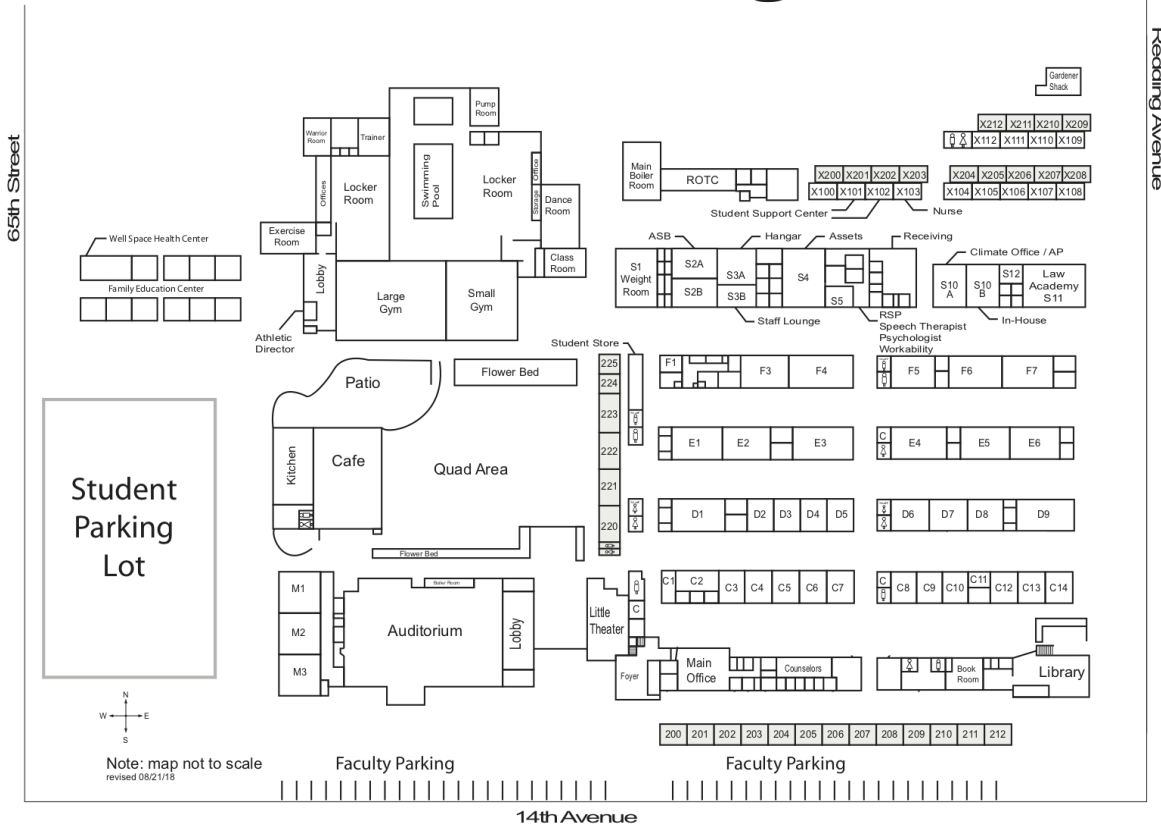 65th Street
Reading Avenue
Gardener
Shack
Pump
Room
Warrior
Room
Trainer
X212 X211 X210 X209
X112 X111 X110 X109
Main
Boiler
Room
ROTC
X200 X201 X202 X203
X100 X101 X102 X103
X204 X205 X206 X207 X208
X104 X105 X106 X107 X108
Swimming
Pool
Locker
Room
Locker
Room
Office
Storage
Offices
Dance
Room
Student Support Center
Nurse
Exercise
Room
Well Space Health Center
Family Education Center
Lobby
Class
Room
Large
Gym
Small
Gym
Athletic
Director
ASB
Hangar
Assets
Receiving
S1
Weight
Room
S2A
S2B
S3A
S3B
S4
S5
Staff Lounge
RSP
Speech Therapist
Psychologist
Workability
Climate Office / AP
S10
A
S10
B
S12
Law
Academy
S11
In-House
Student Store
Patio
Flower Bed
225
224
223
222
221
220
F1 F3 F4
F5 F6 F7
E1 E2 E3
C
E4 E5 E6
Kitchen
Cafe
Quad Area
D1 D2 D3 D4 D5
D6 D7 D8 D9
Student
Parking
Lot
Flower Bed
M1
M2
M3
Boiler Room
Auditorium
Lobby
Little
Theater
C
C1 C2 C3 C4 C5 C6 C7
C
C8 C9 C10 C11 C12 C13 C14
Foyer
Main
Office
Counselors
Book
Room
Library
N
W E
S
200 201 202 203 204 205 206 207 208 209 210 211 212
Note: map not to scale
revised 08/21/18
Faculty Parking
Faculty Parking
14th Avenue